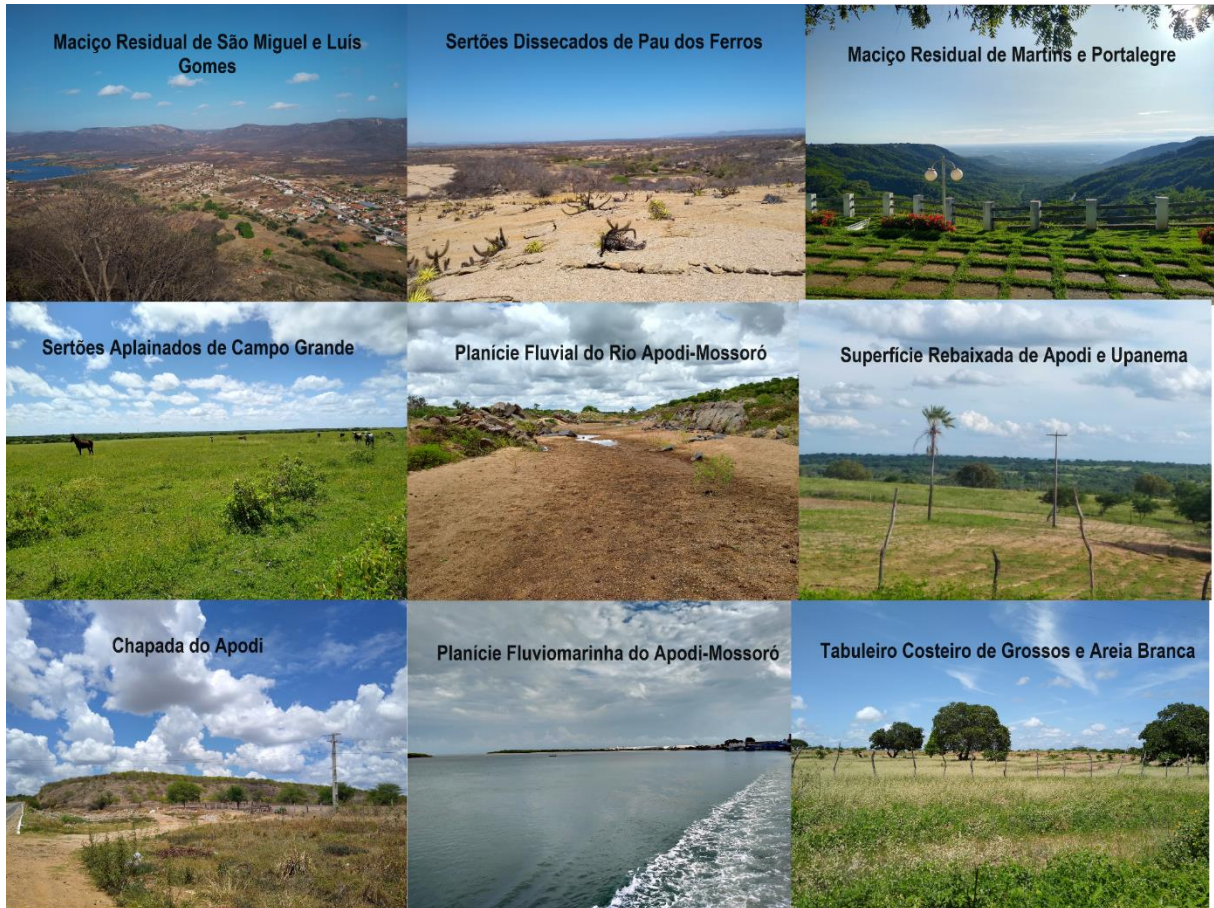 Maciço Residual de São Miguel e Luís
Gomes
Sertões Dissecados de Pau dos Ferros
Maciço Residual de Martins e Portalegre
Sertões Aplainados de Campo Grande
Planície Fluvial do Rio Apodi-Mossoró
Superfície Rebaixada de Apodi e Upanema
Chapada do Apodi
Planície Fluviomarinha do Apodi-Mossoró
Tabuleiro Costeiro de Grossos e Areia Branca